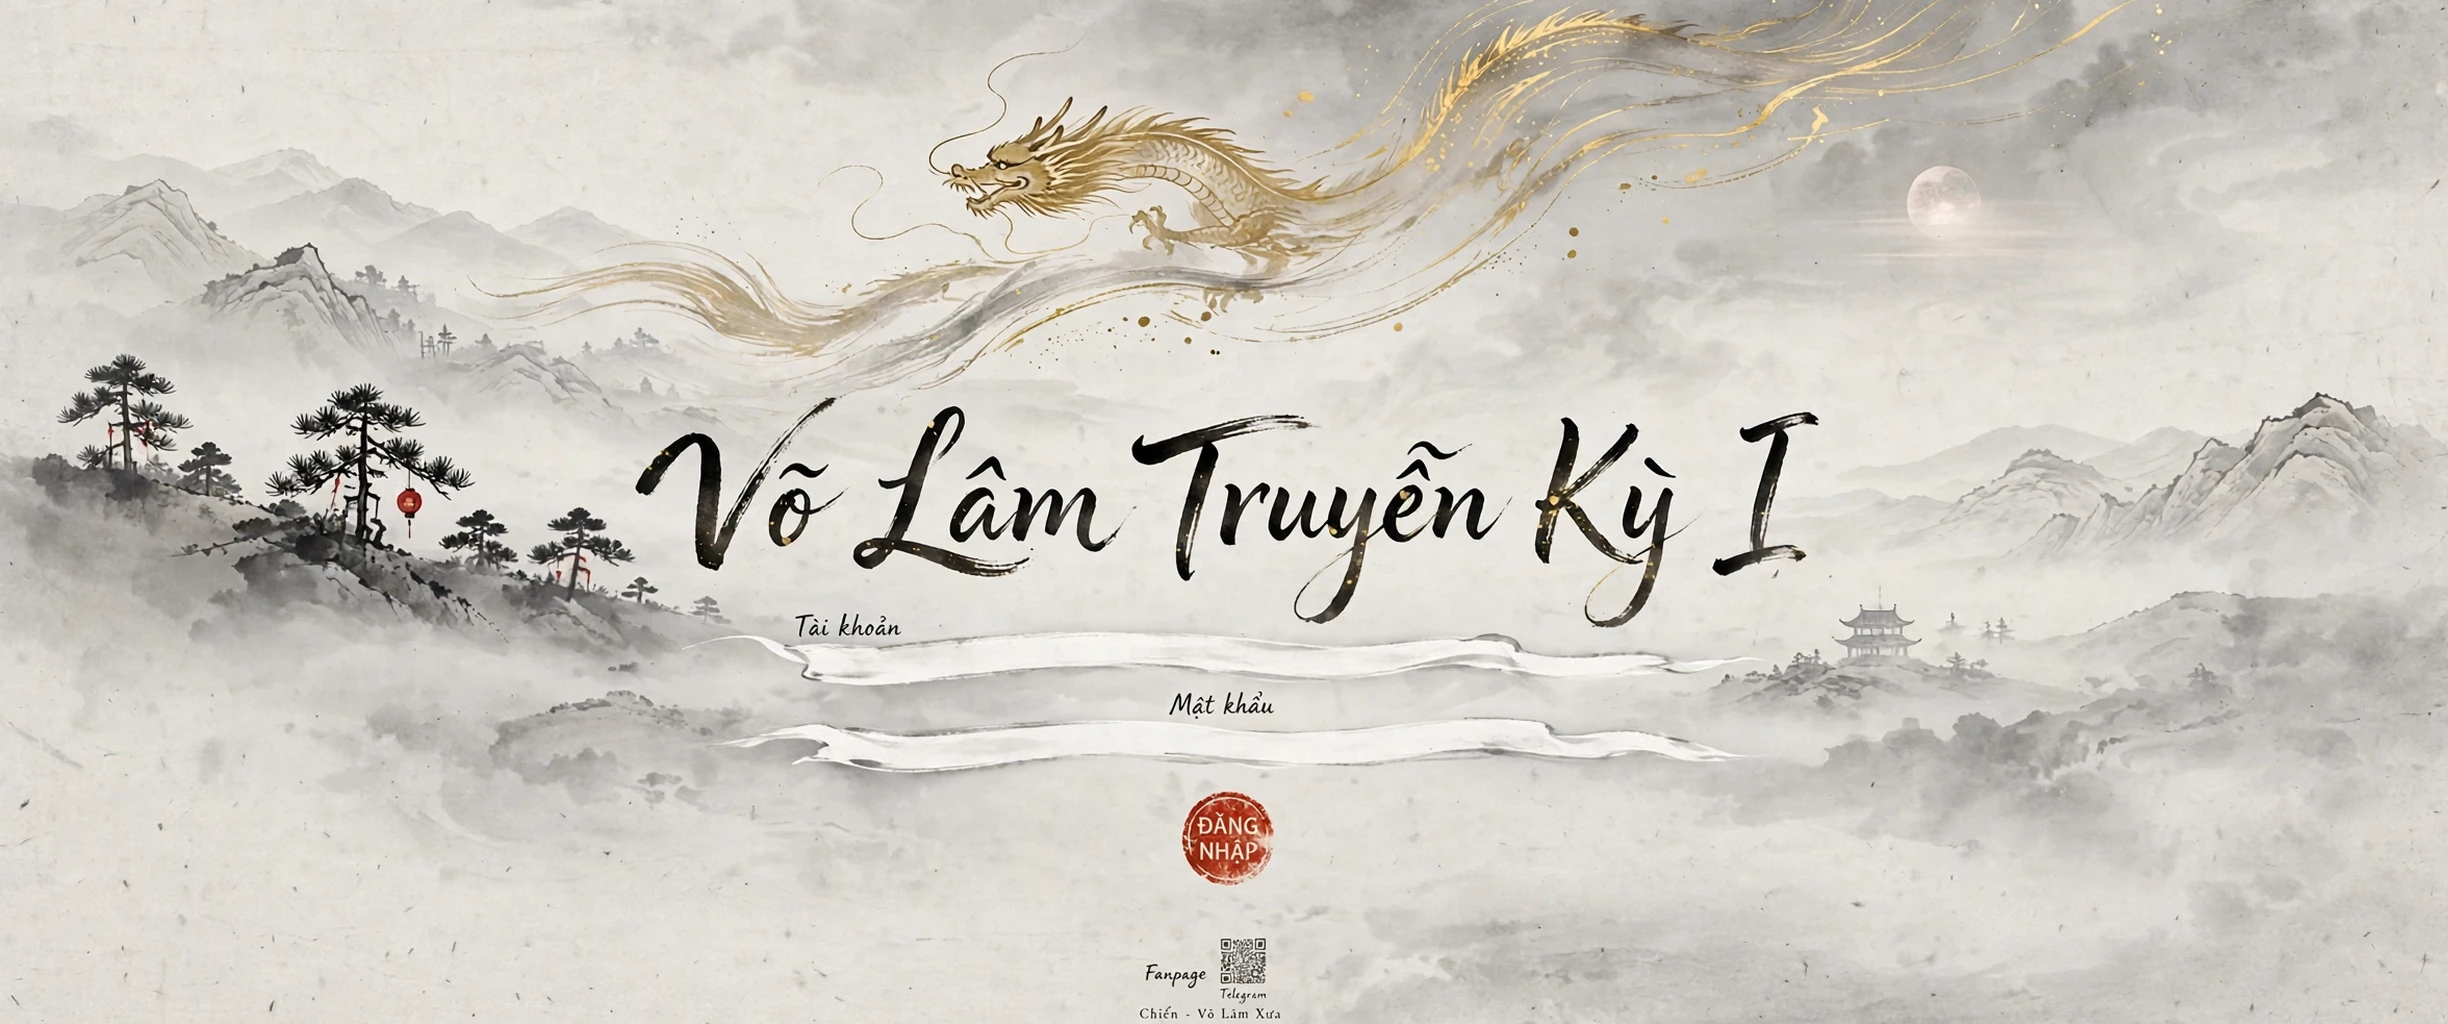 Võ Lâm Truyễn Kỳ I
Tài khoản
Mật khẩu
ĐĂNG
NHẬP
Fanpage
Telegram
Chiến - Võ Lâm Xưa